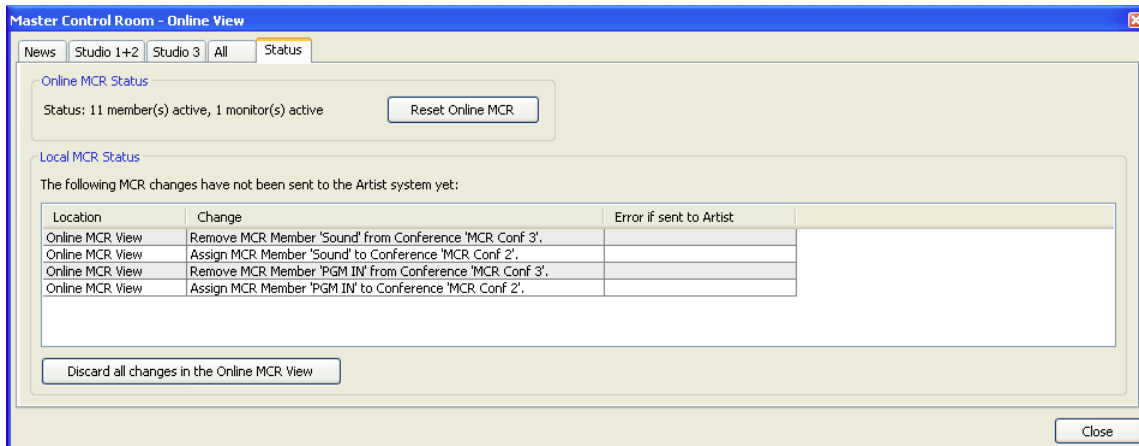 Master Control Room - Online View
News Studio 1+2 Studio 3 All Status
Online MCR Status
Status: 11 member(s) active, 1 monitor(s) active Reset Online MCR
Local MCR Status
The following MCR changes have not been sent to the Artist system yet:
Location Change Error if sent to Artist
Online MCR View Remove MCR Member 'Sound' from Conference 'MCR Conf 3'.
Online MCR View Assign MCR Member 'Sound' to Conference 'MCR Conf 2'.
Online MCR View Remove MCR Member 'PGM IN' from Conference 'MCR Conf 3'.
Online MCR View Assign MCR Member 'PGM IN' to Conference 'MCR Conf 2'.
Discard all changes in the Online MCR View
Close